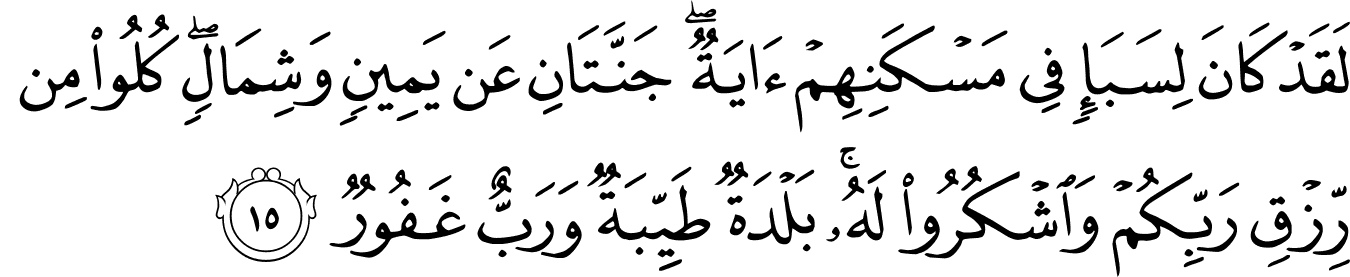 لَقَدۡ كَانَ لِسَبَإٖ فِي مَسۡكَنِهِمۡ ءَايَةٞۖ جَنَّتَانِ عَن يَمِينٖ وَشِمَالٖۖ كُلُواْ مِن
رِّزۡقِ رَبِّكُمۡ وَٱشۡكُرُواْ لَهُۥۚ بَلۡدَةٞ طَيِّبَةٞ وَرَبٌّ غَفُورٞ ١٥